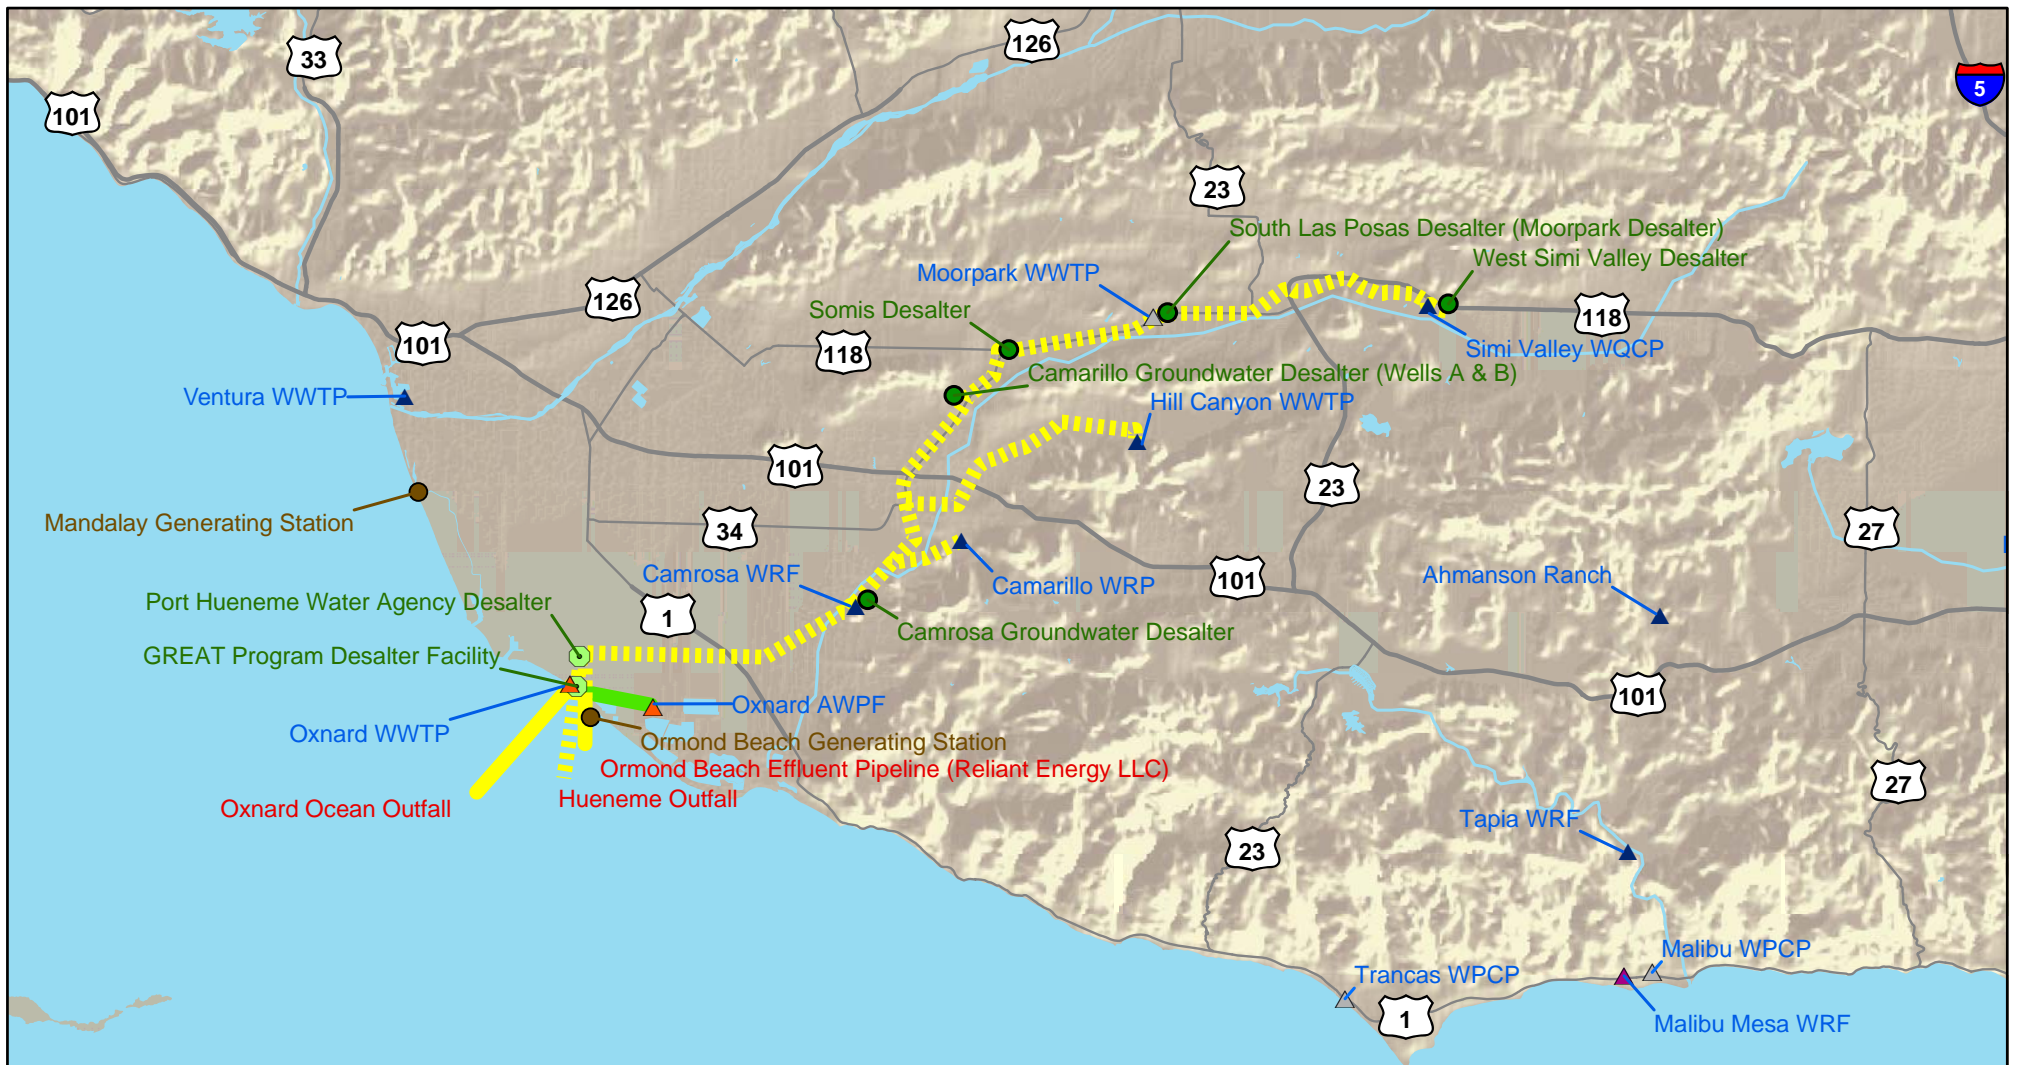 126
33
5
101
23
South Las Posas Desalter (Moorpark Desalter)
West Simi Valley Desalter
Moorpark WWTP
126
Somis Desalter
118
101
118
Simi Valley WQCP
Camarillo Groundwater Desalter (Wells A & B)
Ventura WWTP
Hill Canyon WWTP
101
23
Mandalay Generating Station
34
27
Camrosa WRF
Camarillo WRP
101
Ahmanson Ranch
Port Hueneme Water Agency Desalter
1
Camrosa Groundwater Desalter
GREAT Program Desalter Facility
101
Oxnard AWPF
Oxnard WWTP
Ormond Beach Generating Station
Ormond Beach Effluent Pipeline (Reliant Energy LLC)
27
Hueneme Outfall
Oxnard Ocean Outfall
Tapia WRF
23
Malibu WPCP
Trancas WPCP
1
Malibu Mesa WRF